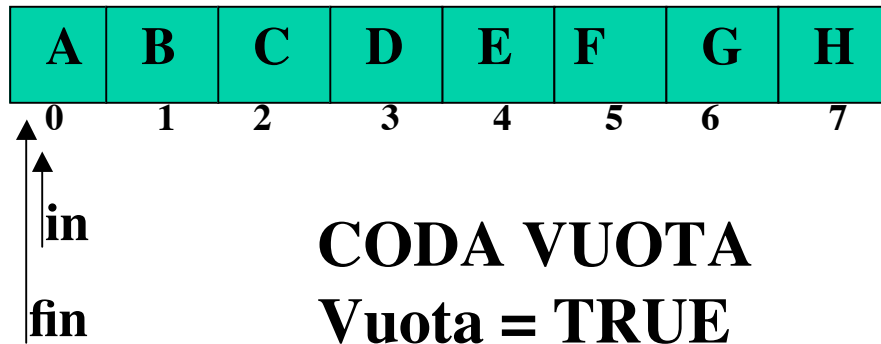 A B C D E F G H
0 1 2 3 4 5 6 7
in
CODA VUOTA
fin
Vuota = TRUE